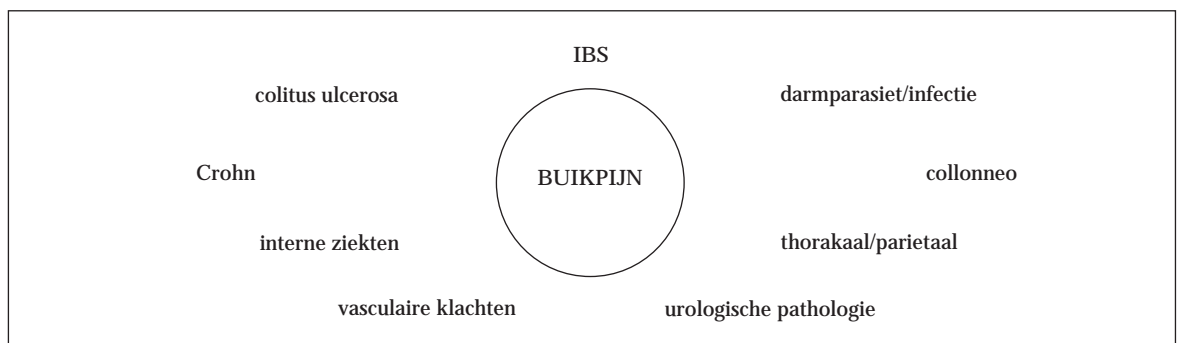 IBS
colitus ulcerosa
darmparasiet/infectie
Crohn
BUIKPIJN
collonneo
interne ziekten
thorakaal/parietaal
vasculaire klachten
urologische pathologie